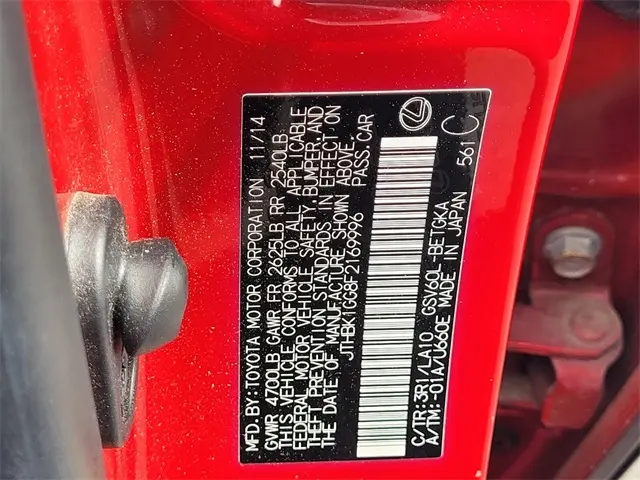 MFD.BY:TOYOTA MOTOR CORPORATION 11/14
GVWR 4700LB GAWR FR 2625LB RR 2540LB
THIS VEHICLE CONFORMS TO ALL APPLICABLE
FEDERAL MOTOR VEHICLE SAFETY, BUMPER, AND
THEFT PREVENTION STANDARDS IN EFFECT ON
THE DATE OF MANUFACTURE SHOWN ABOVE.
JTHBK1GG8F2169996 PASS.CAR
C/TR:3R1/LA10 GSV60L-BETGKA
A/TM:-01A/U660E MADE IN JAPAN 561 C